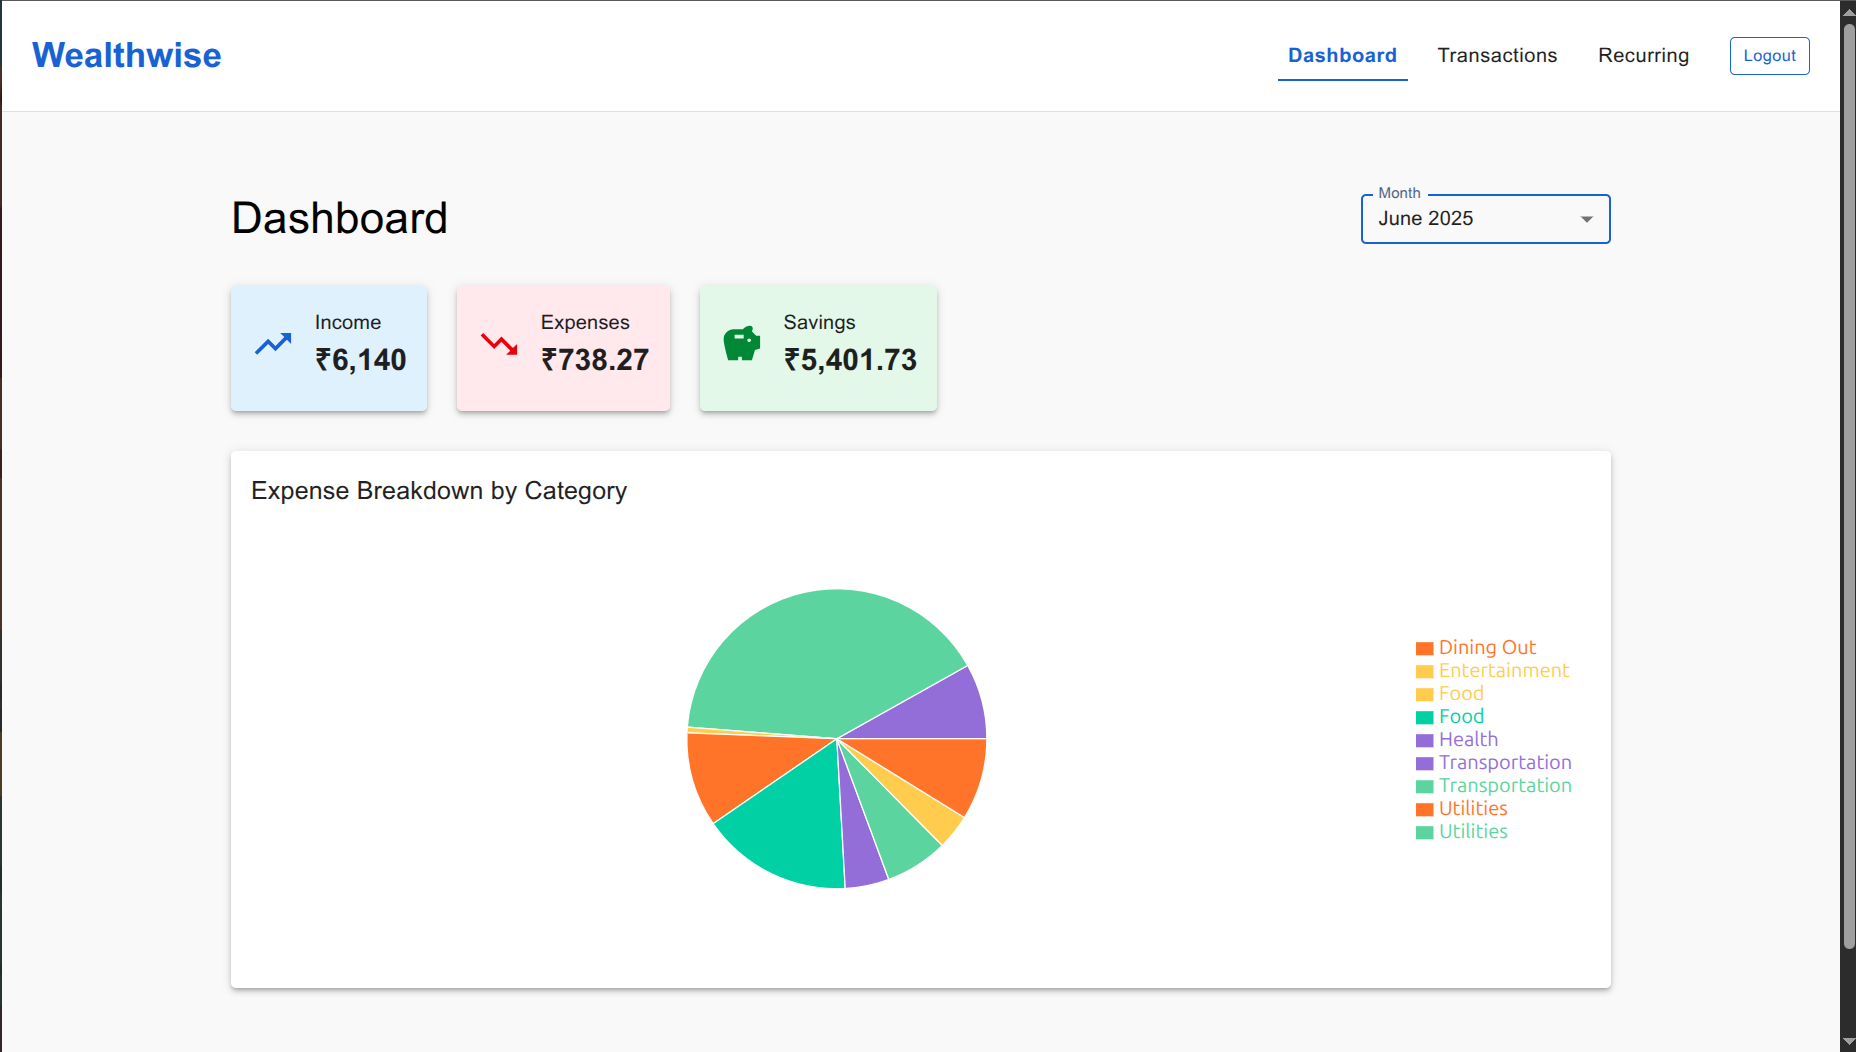 Wealthwise
Dashboard
Transactions
Recurring
Logout
Dashboard
Month
June 2025
Income
₹6,140
Expenses
₹738.27
Savings
₹5,401.73
Expense Breakdown by Category
Dining Out
Entertainment
Food
Food
Health
Transportation
Transportation
Utilities
Utilities